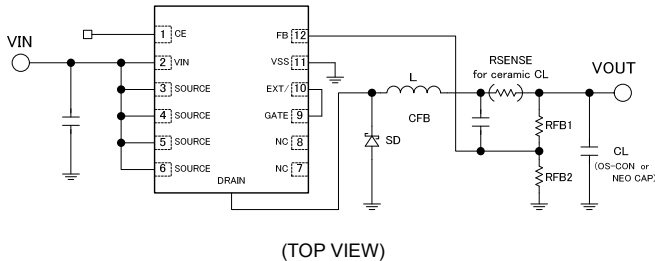 VIN
1 CE
2 VIN
3 SOURCE
4 SOURCE
5 SOURCE
6 SOURCE
FB 12
VSS 11
EXT/ 10
GATE 9
NC 8
NC 7
DRAIN
SD
L
CFB
RSENSE
for ceramic CL
VOUT
RFB1
RFB2
CL
(OS-CON or
NEO CAP)
(TOP VIEW)